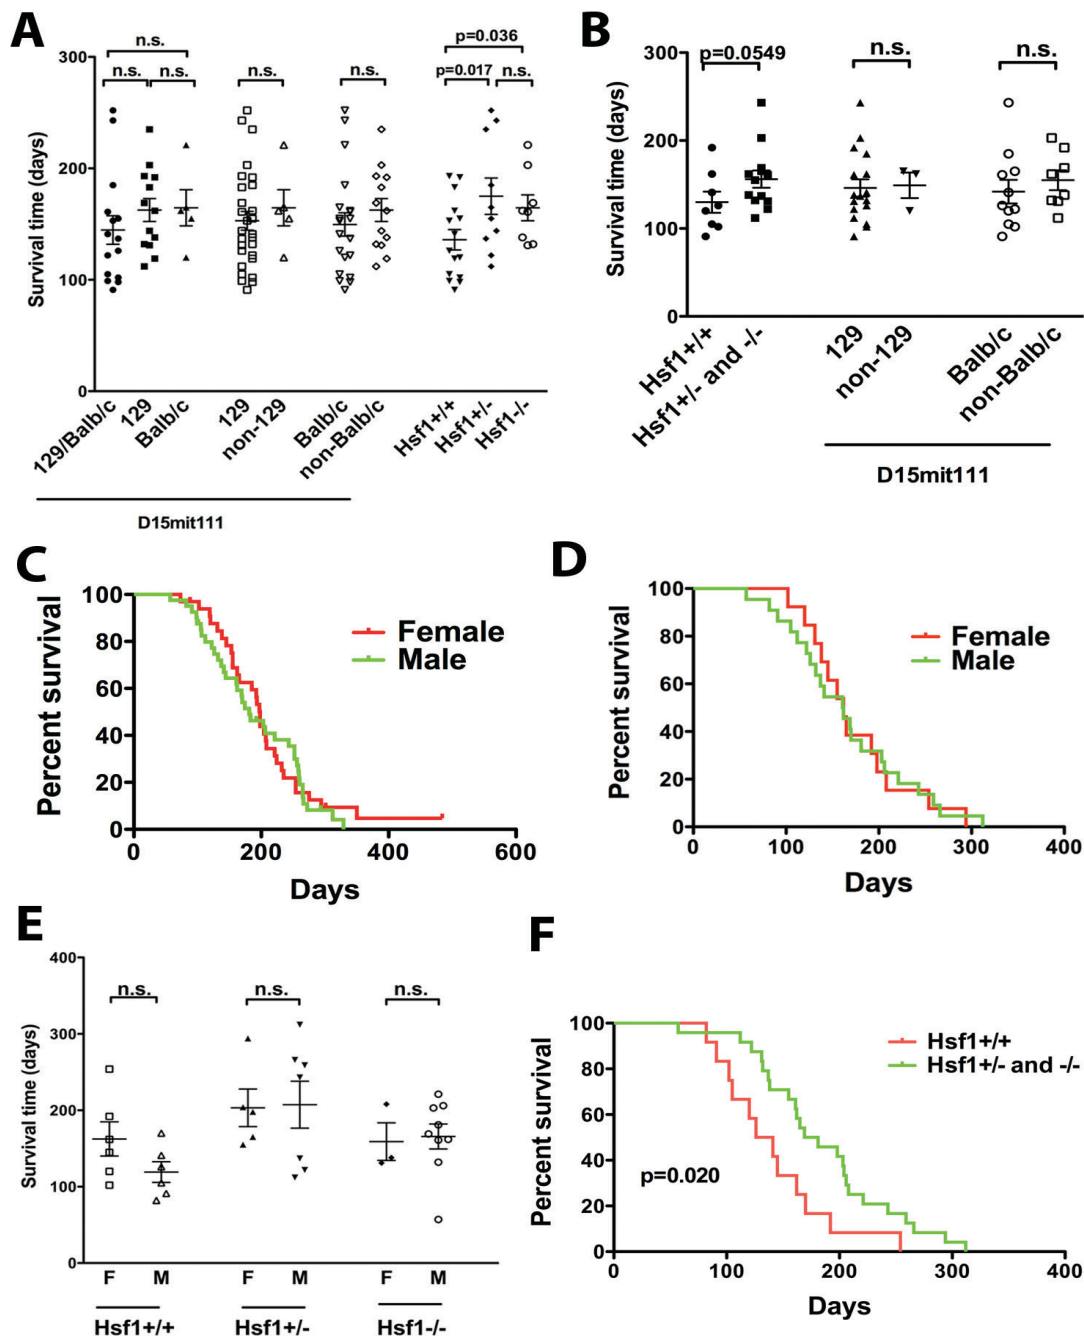 A
n.s.
n.s.
n.s.
n.s.
n.s.
p=0.036
p=0.017
n.s.
300
200
100
0
Survival time (days)
129/Balb/c
129
Balb/c
129
non-129
Balb/c
non-Balb/c
Hsf1+/+
Hsf1+/-
Hsf1-/-
D15mit111
B
p=0.0549
n.s.
n.s.
300
200
100
0
Survival time (days)
Hsf1+/+
Hsf1+/- and -/-
129
non-129
Balb/c
non-Balb/c
D15mit111
C
100
80
60
40
20
0
Percent survival
Female
Male
0
200
400
600
Days
D
100
80
60
40
20
0
Percent survival
Female
Male
0
100
200
300
400
Days
E
400
300
200
100
0
Survival time (days)
n.s.
n.s.
n.s.
F
M
F
M
F
M
Hsf1+/+
Hsf1+/-
Hsf1-/-
F
100
80
60
40
20
0
Percent survival
Hsf1+/+
Hsf1+/- and -/-
p=0.020
0
100
200
300
400
Days